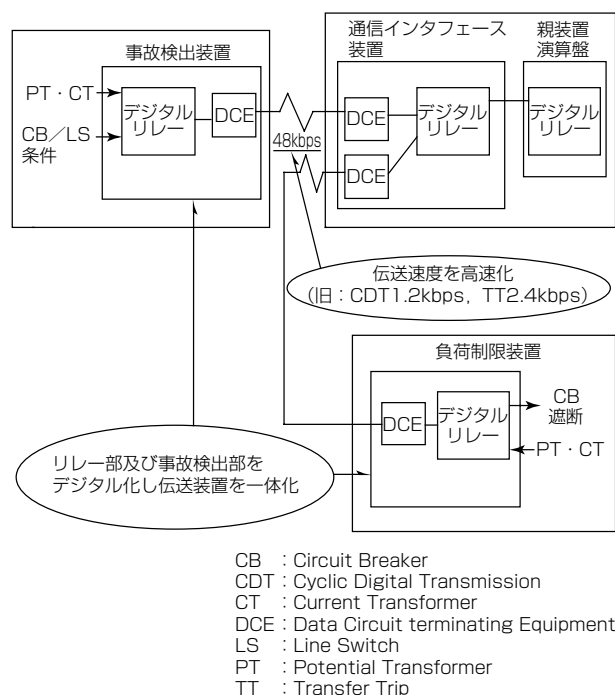 事故検出装置
PT・CT
CB／LS
条件
デジタル
リレー
DCE
48kbps
通信インタフェース
装置
DCE
DCE
デジタル
リレー
親装置
演算盤
デジタル
リレー
伝送速度を高速化
(旧：CDT1.2kbps，TT2.4kbps)
負荷制限装置
DCE
デジタル
リレー
CB
遮断
PT・CT
リレー部及び事故検出部を
デジタル化し伝送装置を一体化
CB ：Circuit Breaker
CDT：Cyclic Digital Transmission
CT ：Current Transformer
DCE：Data Circuit terminating Equipment
LS ：Line Switch
PT ：Potential Transformer
TT ：Transfer Trip